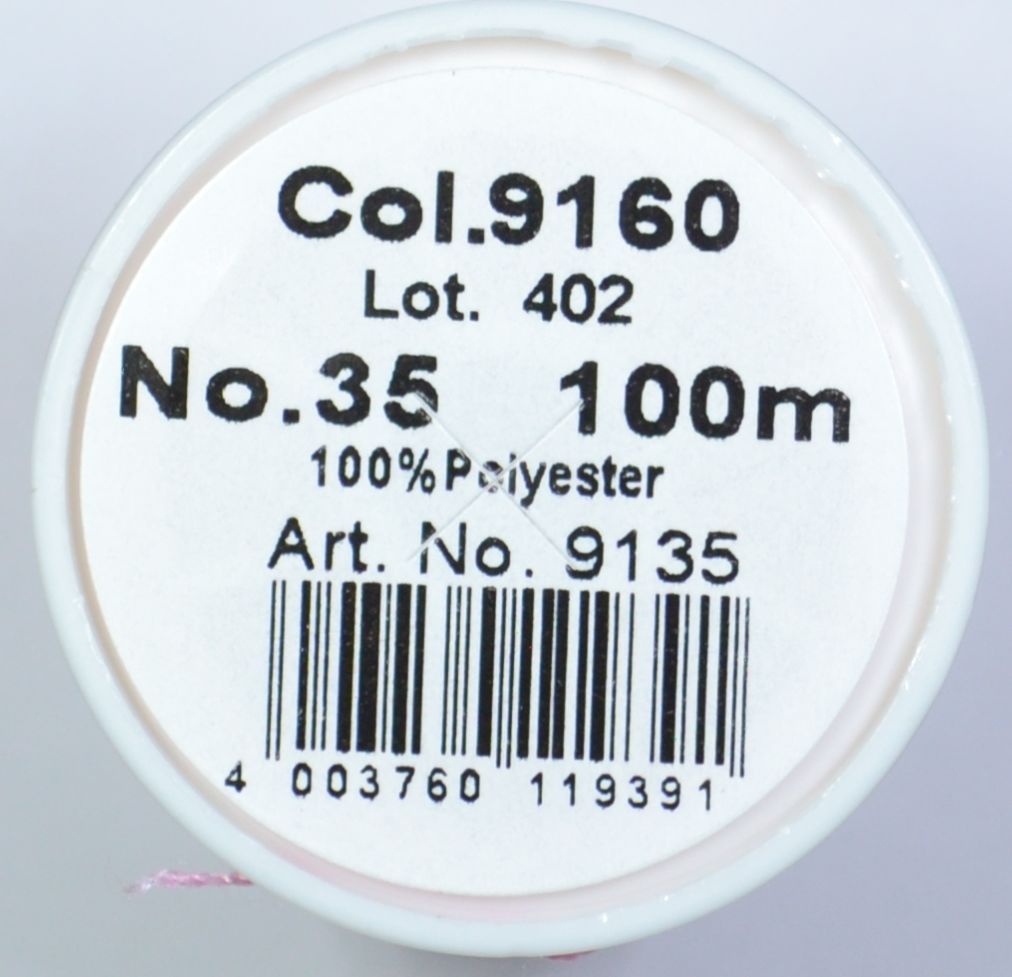 Col.9160
Lot. 402
No.35 100m
100%Polyester
Art. No. 9135
4 003760 119391